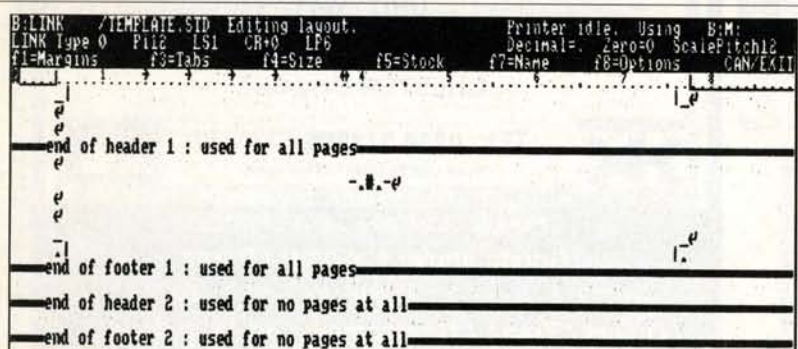 B:LINK /TEMPLATE.STD Editing layout. Printer idle. Using B:M:
LINK Type 0 Pi12 LS1 CR+0 LP6 Decimal=. Zero=0 ScalePitch12
f1=Margins f3=Tabs f4=Size f5=Stock f7=Name f8=Options CAN/EXIT
end of header 1 : used for all pages
-.#.-
end of footer 1 : used for all pages
end of header 2 : used for no pages at all
end of footer 2 : used for no pages at all